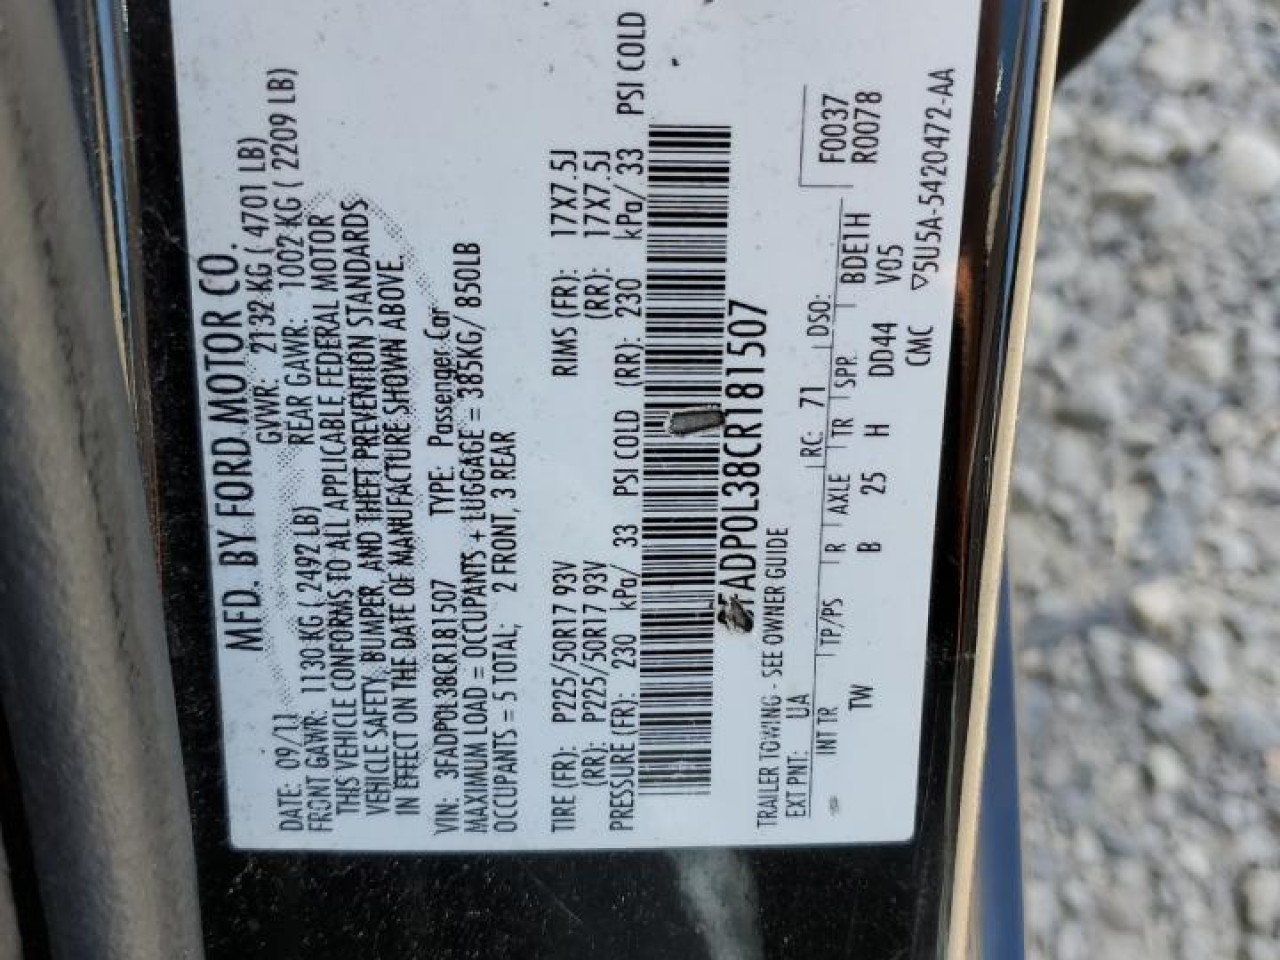 MFD. BY FORD MOTOR CO.
DATE: 09/11 GVWR: 2132 KG ( 4701 LB)
FRONT GAWR: 1130 KG ( 2492 LB) REAR GAWR: 1002 KG ( 2209 LB)
THIS VEHICLE CONFORMS TO ALL APPLICABLE FEDERAL MOTOR
VEHICLE SAFETY, BUMPER, AND THEFT PREVENTION STANDARDS
IN EFFECT ON THE DATE OF MANUFACTURE SHOWN ABOVE.
VIN: 3FADP0L38CR181507 TYPE: Passenger Car
MAXIMUM LOAD = OCCUPANTS + LUGGAGE = 385KG/ 850LB
OCCUPANTS = 5 TOTAL; 2 FRONT, 3 REAR
TIRE (FR): P225/50R17 93V RIMS (FR): 17X7.5J
(RR): P225/50R17 93V (RR): 17X7.5J
PRESSURE (FR): 230 kPa/ 33 PSI COLD (RR): 230 kPa/ 33 PSI COLD
FADP0L38CR181507
TRAILER TOWING - SEE OWNER GUIDE
EXT PNT: UA RC: 71 DSO:
INT TR TP/PS R AXLE TR SPR F0037
TW B 25 H DD44 BDE1H R0078
V05
CMC ▽5U5A-5420472-AA